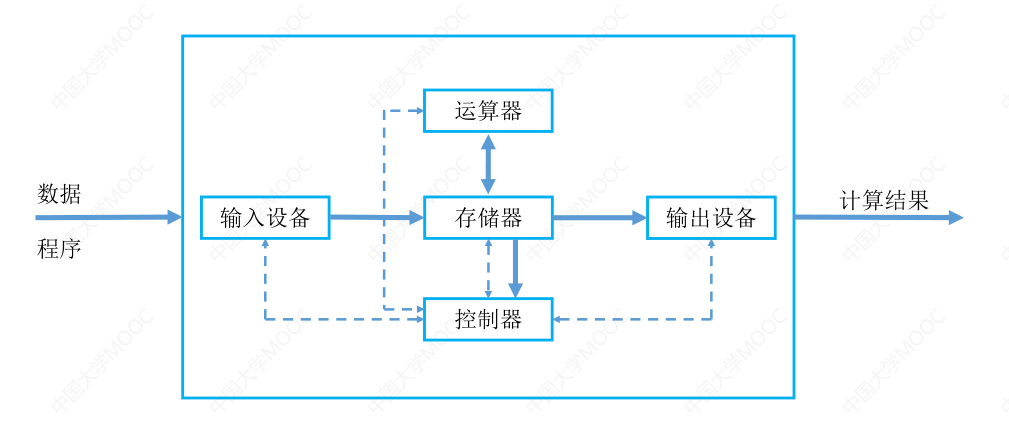 运算器
数据
程序
输入设备
存储器
输出设备
计算结果
控制器
中国大学MOOC